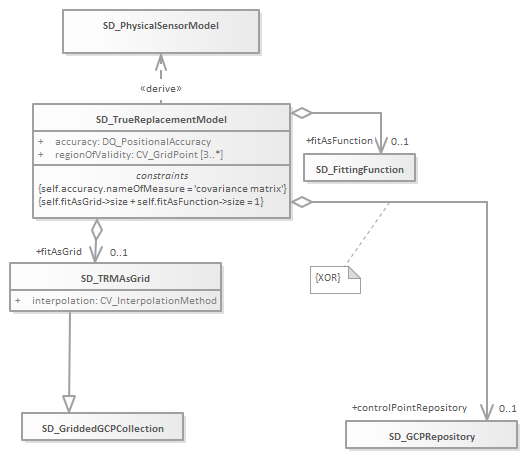 SD_PhysicalSensorModel
«derive»
SD_TrueReplacementModel
+ accuracy: DQ_PositionalAccuracy
+ regionOfValidity: CV_GridPoint [3..*]
constraints
{self.accuracy.nameOfMeasure = 'covariance matrix'}
{self.fitAsGrid->size + self.fitAsFunction->size = 1}
+fitAsFunction
0..1
SD_FittingFunction
+fitAsGrid
0..1
SD_TRMAsGrid
+ interpolation: CV_InterpolationMethod
{XOR}
+controlPointRepository
0..1
SD_GriddedGCPCollection
SD_GCPRepository